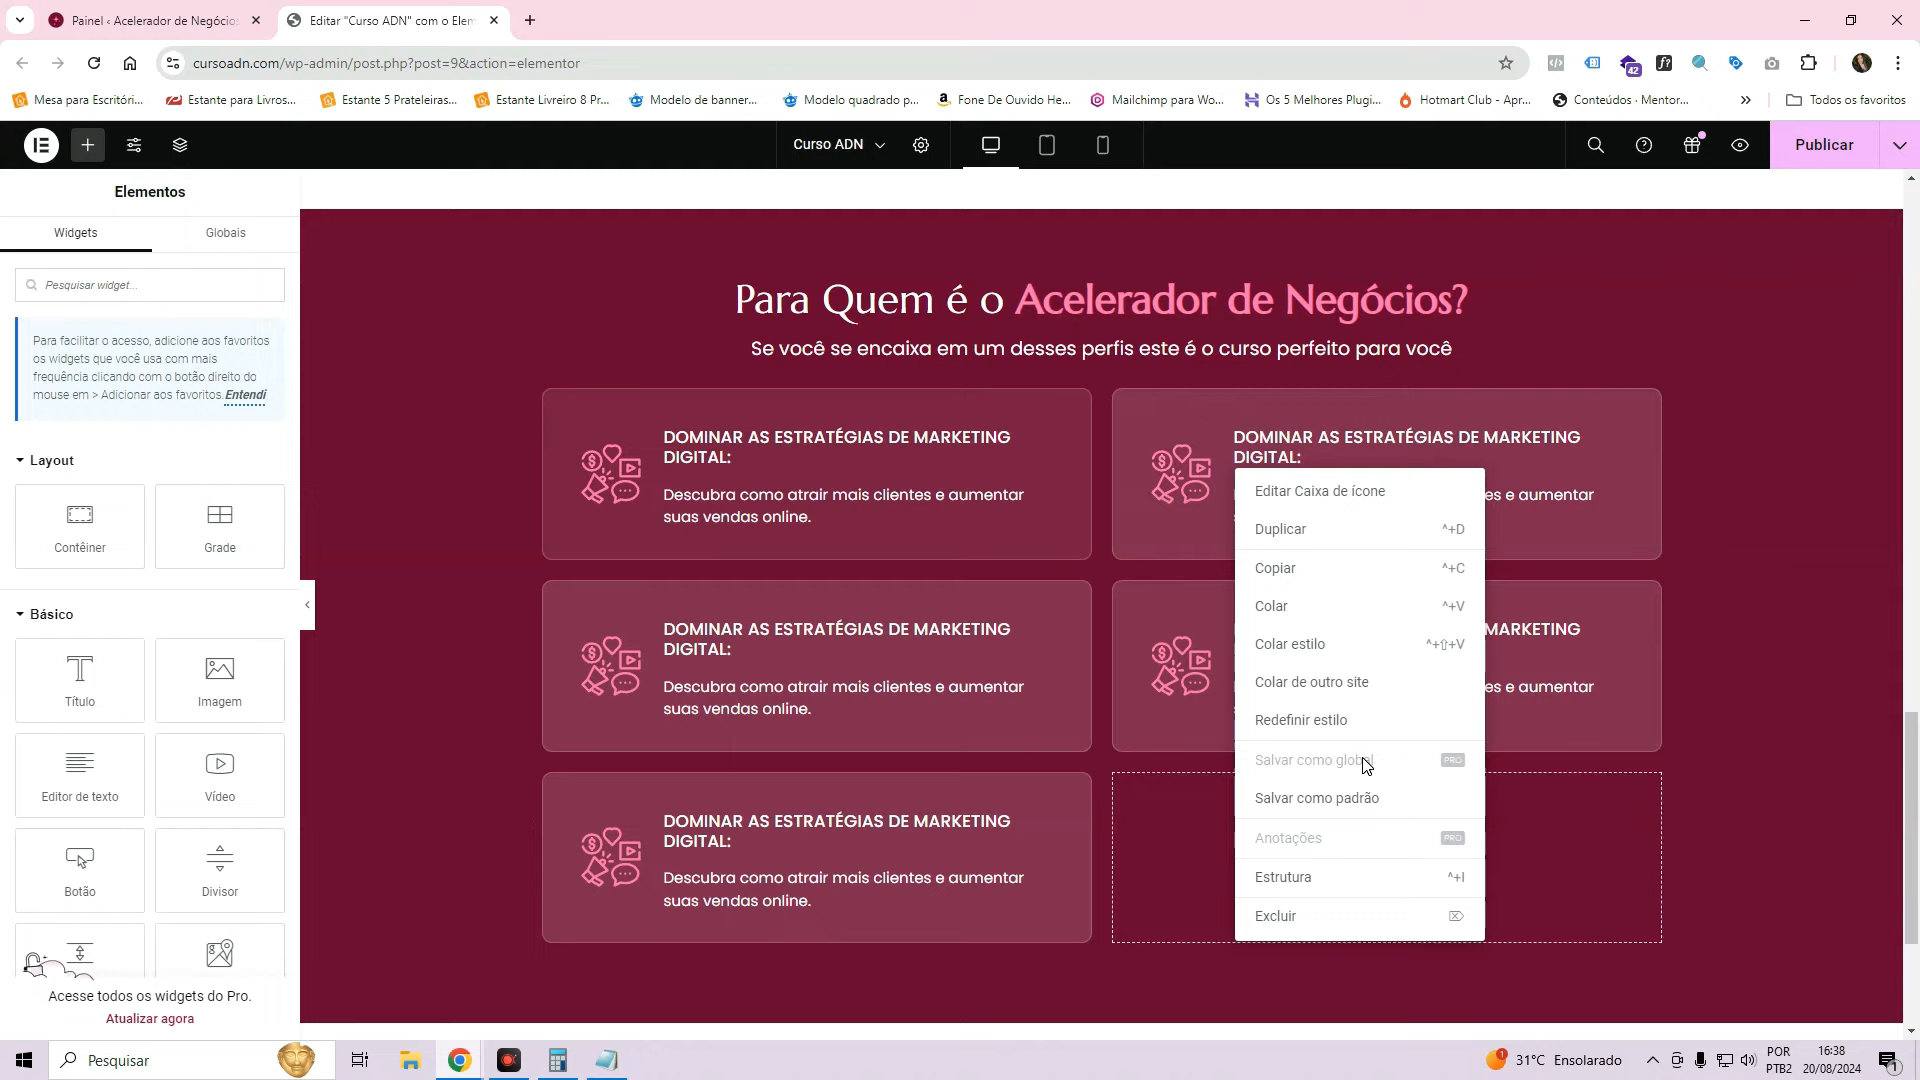 Painel ‹ Acelerador de Negócios
Editar "Curso ADN" com o Elem
cursoadn.com/wp-admin/post.php?post=9&action=elementor
42
f?
Mesa para Escritóri...
Estante para Livros...
Estante 5 Prateleiras...
Estante Livreiro 8 Pr...
Modelo de banner...
Modelo quadrado p...
Fone De Ouvido He...
Mailchimp para Wo...
Os 5 Melhores Plugi...
Hotmart Club - Apr...
Conteúdos · Mentor...
Todos os favoritos
Curso ADN
Publicar
Elementos
Widgets
Globais
Pesquisar widget...
Para facilitar o acesso, adicione aos favoritos
os widgets que você usa com mais
frequência clicando com o botão direito do
mouse em > Adicionar aos favoritos. Entendi
Layout
Contêiner
Grade
Básico
Título
Imagem
Editor de texto
Vídeo
Botão
Divisor
Acesse todos os widgets do Pro.
Atualizar agora
Para Quem é o Acelerador de Negócios?
Se você se encaixa em um desses perfis este é o curso perfeito para você
DOMINAR AS ESTRATÉGIAS DE MARKETING
DIGITAL:
Descubra como atrair mais clientes e aumentar
suas vendas online.
DOMINAR AS ESTRATÉGIAS DE MARKETING
DIGITAL:
es e aumentar
DOMINAR AS ESTRATÉGIAS DE MARKETING
DIGITAL:
Descubra como atrair mais clientes e aumentar
suas vendas online.
MARKETING
es e aumentar
DOMINAR AS ESTRATÉGIAS DE MARKETING
DIGITAL:
Descubra como atrair mais clientes e aumentar
suas vendas online.
Editar Caixa de ícone
Duplicar ^+D
Copiar ^+C
Colar ^+V
Colar estilo ^+⇧+V
Colar de outro site
Redefinir estilo
Salvar como global PRO
Salvar como padrão
Anotações PRO
Estrutura ^+I
Excluir ⌦
Pesquisar
1
31°C Ensolarado
POR
PTB2
16:38
20/08/2024
1